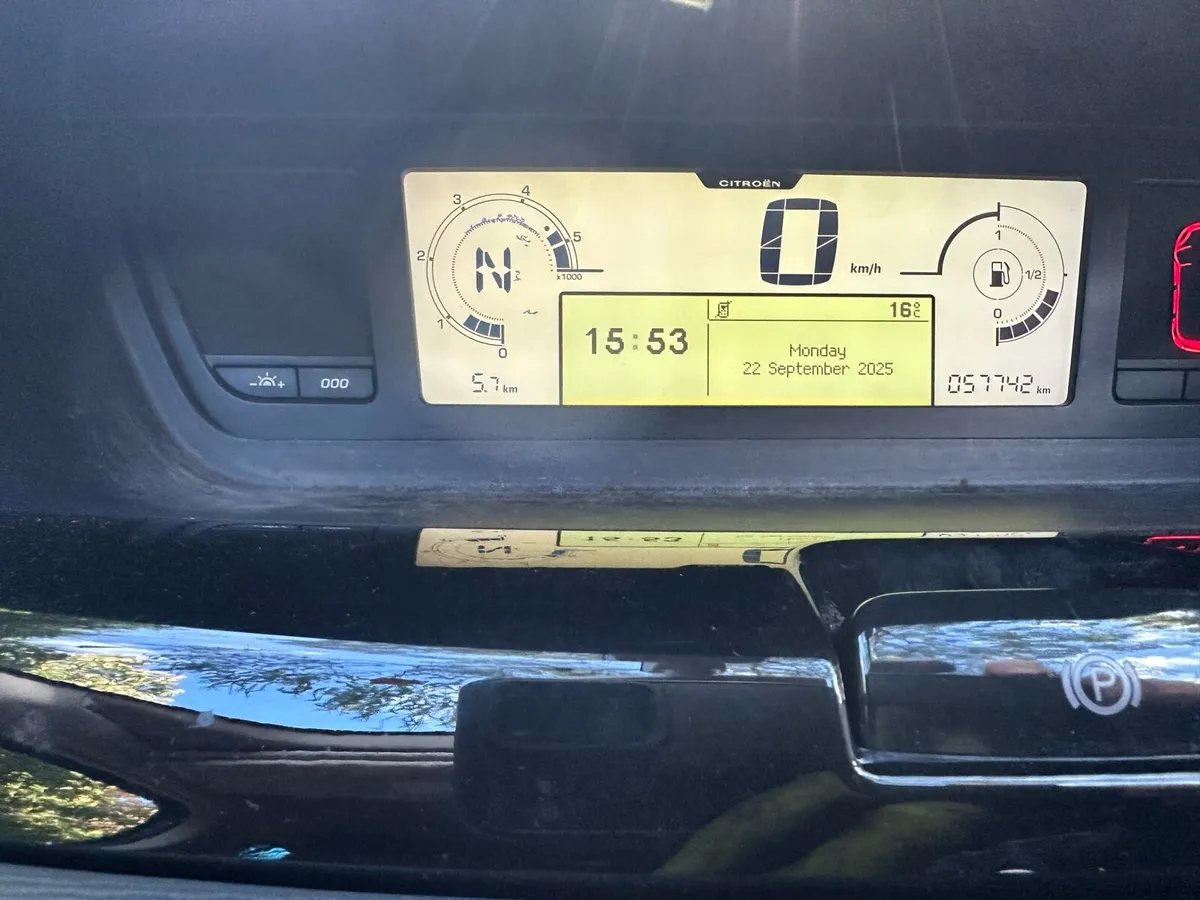 CITROËN
4
3
5
2
x1000
N
1
0
5.7 km
0 km/h
15:53
16°C
Monday
22 September 2025
1
1/2
0
057742 km
000
P